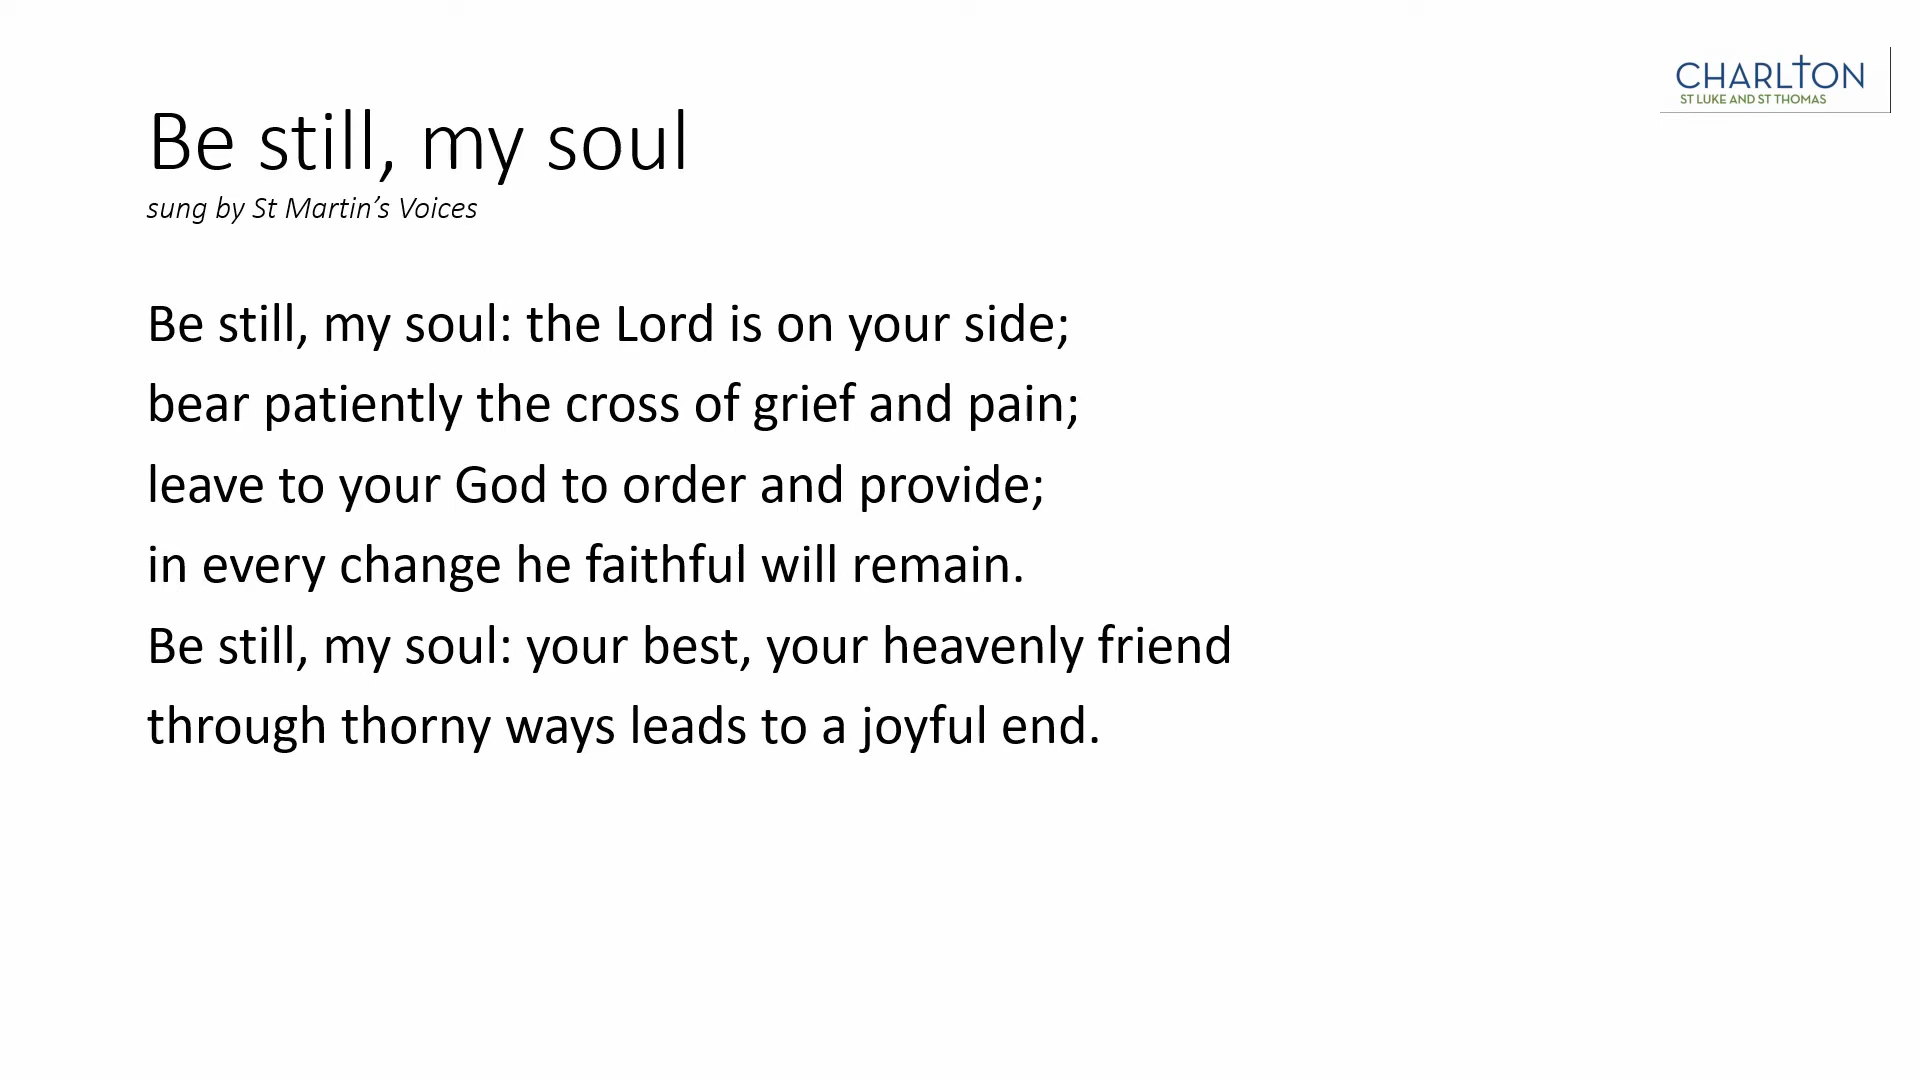 CHARLTON
ST LUKE AND ST THOMAS
Be still, my soul
sung by St Martin’s Voices
Be still, my soul: the Lord is on your side;
bear patiently the cross of grief and pain;
leave to your God to order and provide;
in every change he faithful will remain.
Be still, my soul: your best, your heavenly friend
through thorny ways leads to a joyful end.